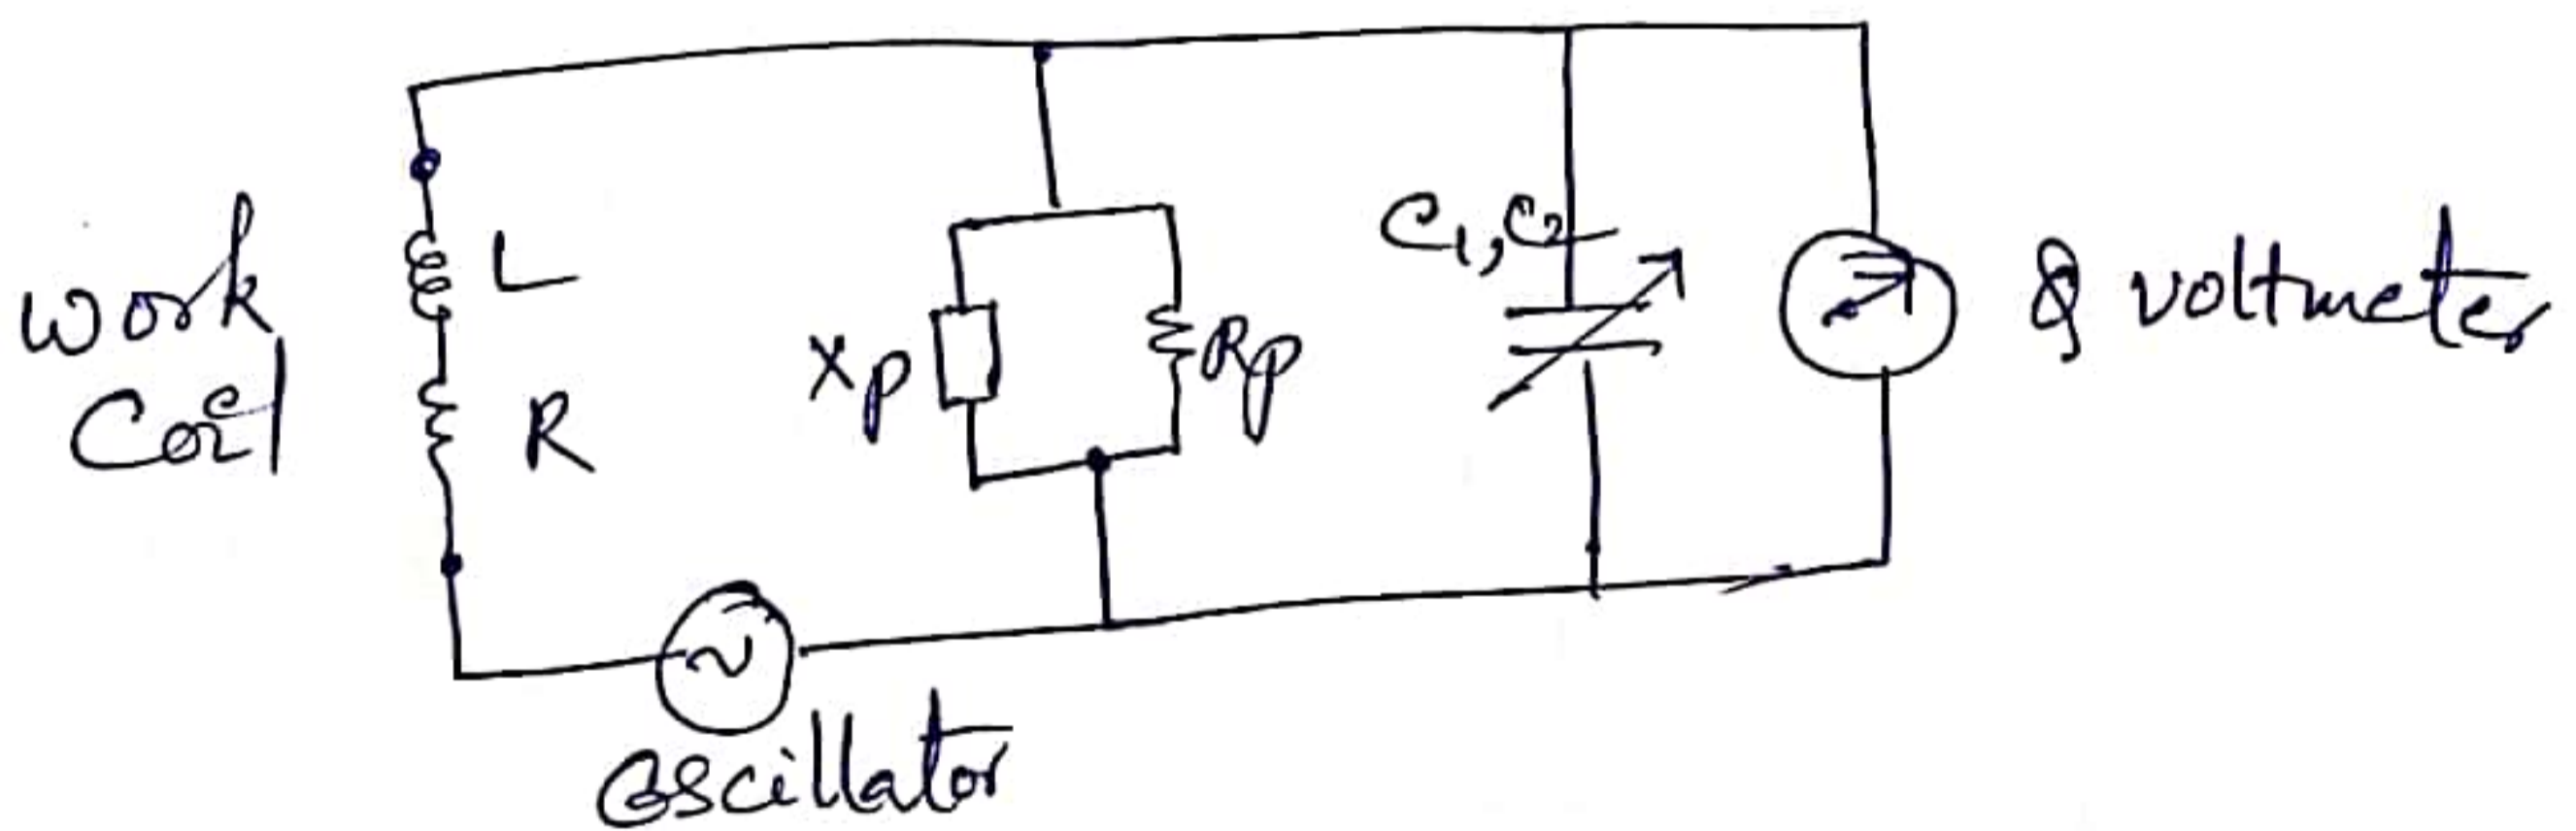 Work
Coil
L
R
Xp
Rp
C1, C2
Q voltmeter
Oscillator